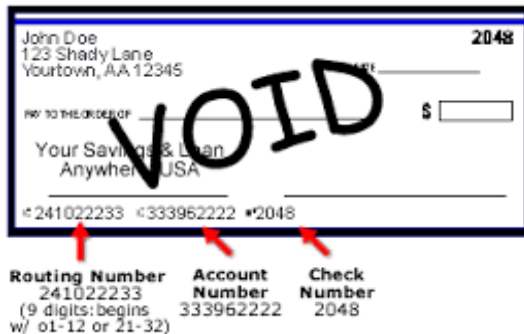 John Doe
123 Shady Lane
Yourtown, AA 12345
2048
DATE
PAY TO THE ORDER OF
$
VOID
Your Savings & Loan
Anywhere USA
⑆241022233 ⑆333962222 ⑈2048
Routing Number
241022233
(9 digits: begins
w/ 01-12 or 21-32)
Account
Number
333962222
Check
Number
2048